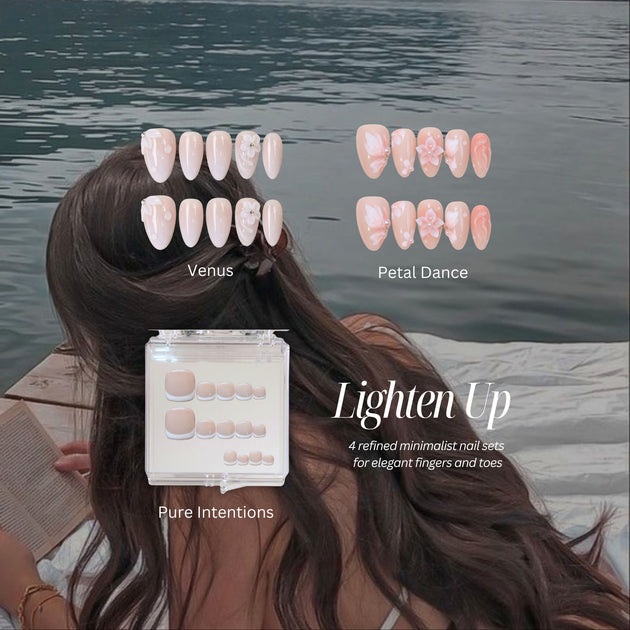 Venus
Petal Dance
Lighten Up
4 refined minimalist nail sets
for elegant fingers and toes
Pure Intentions